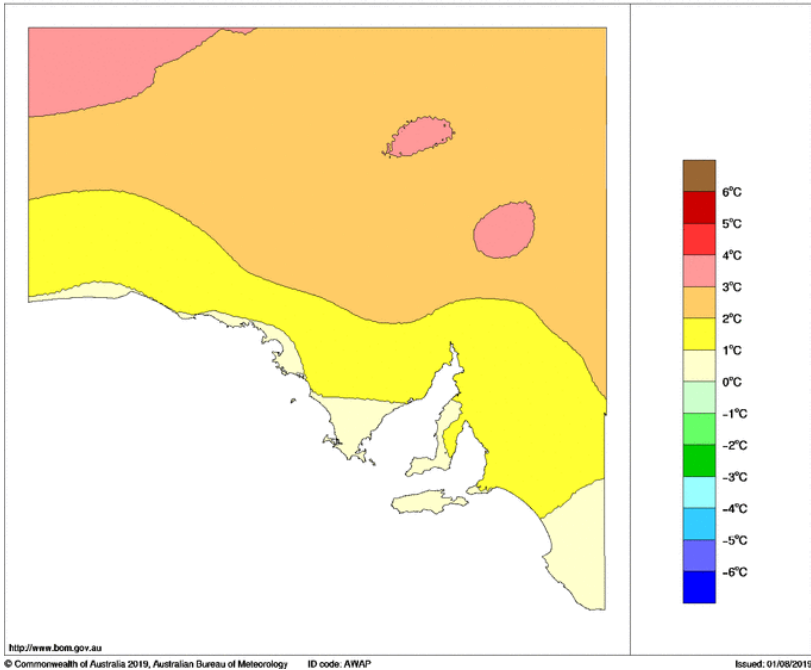 6°C
5°C
4°C
3°C
2°C
1°C
0°C
-1°C
-2°C
-3°C
-4°C
-5°C
-6°C
http://www.bom.gov.au
© Commonwealth of Australia 2019, Australian Bureau of Meteorology ID code: AWAP Issued: 01/08/201